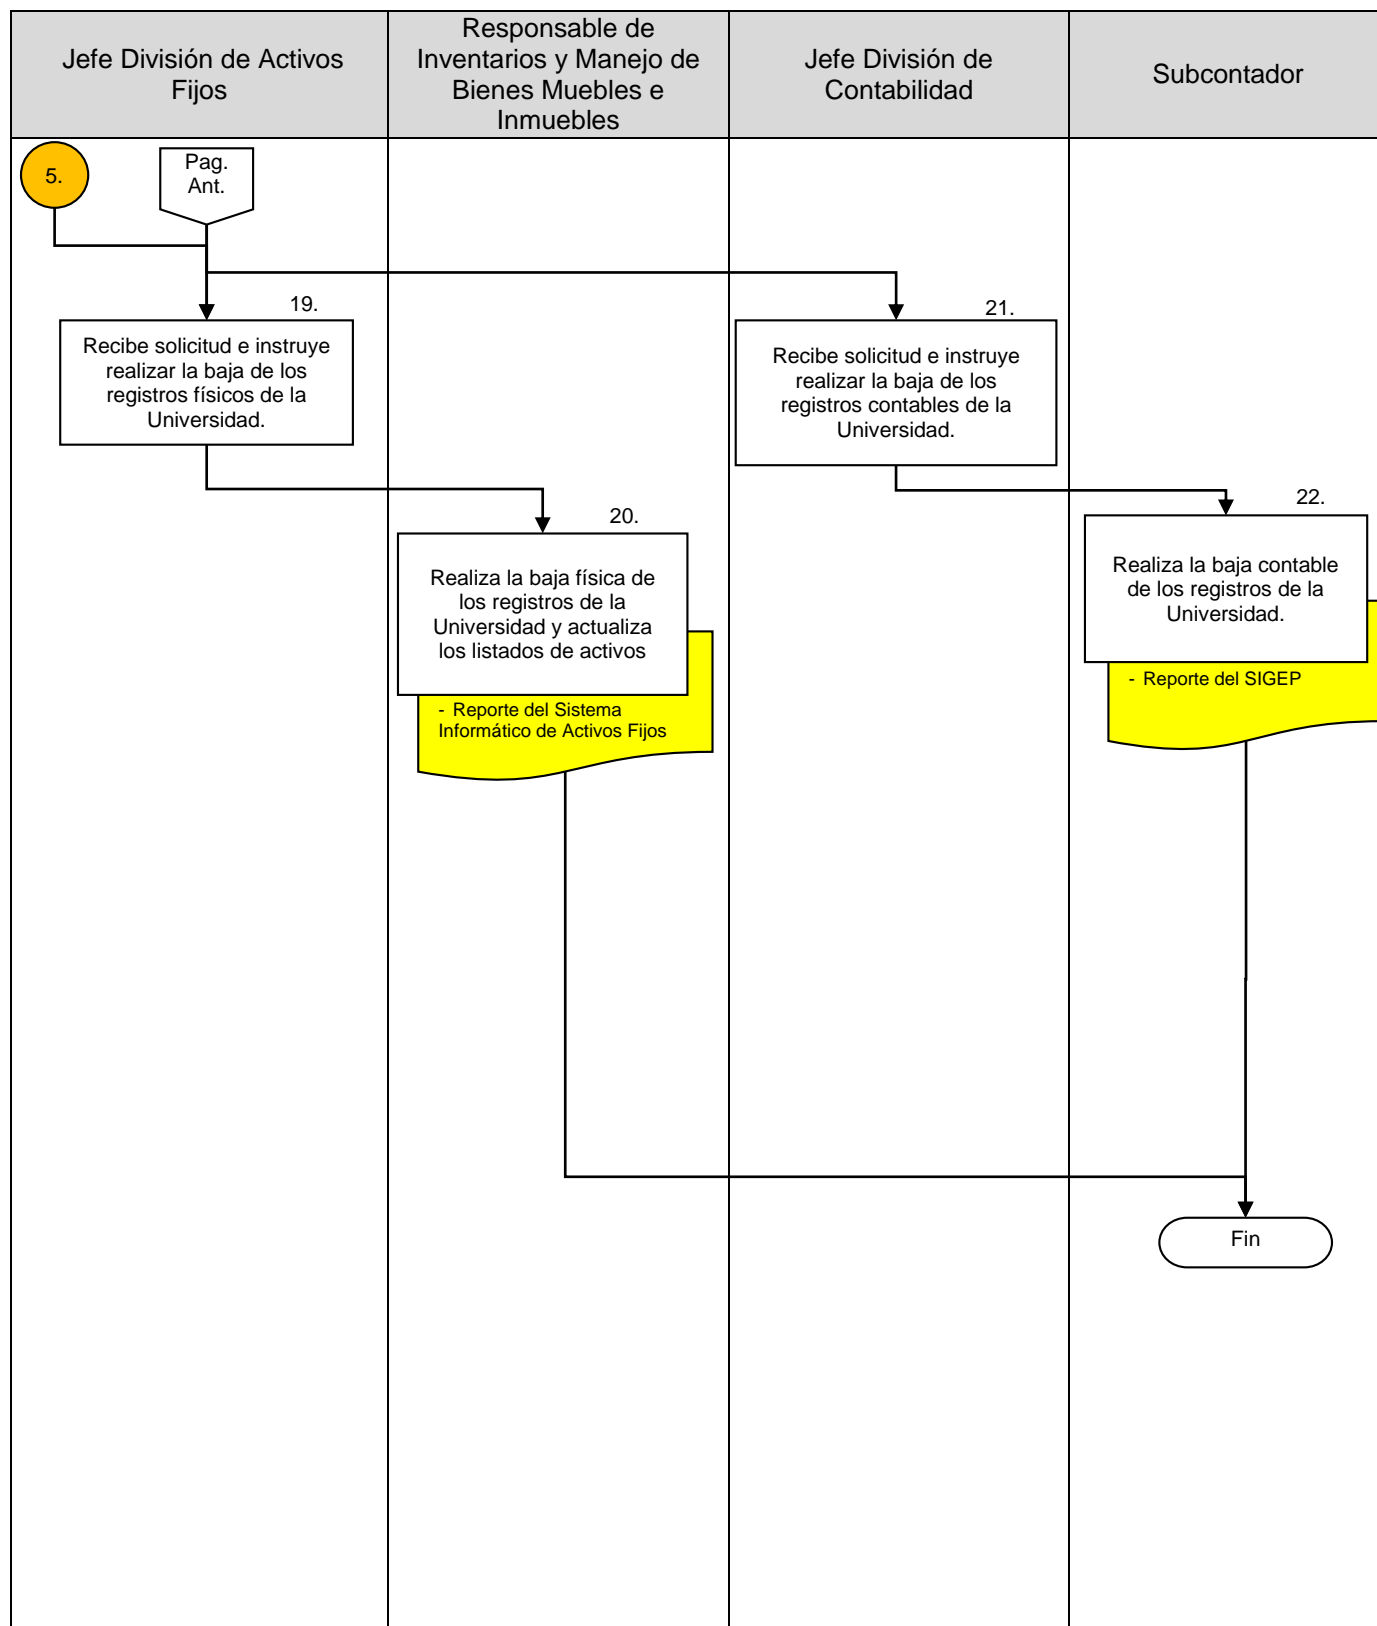 Jefe División de Activos
Fijos
Responsable de
Inventarios y Manejo de
Bienes Muebles e
Inmuebles
Jefe División de
Contabilidad
Subcontador
5.
Pag.
Ant.
19.
Recibe solicitud e instruye
realizar la baja de los
registros físicos de la
Universidad.
21.
Recibe solicitud e instruye
realizar la baja de los
registros contables de la
Universidad.
20.
Realiza la baja física de
los registros de la
Universidad y actualiza
los listados de activos
- Reporte del Sistema
Informático de Activos Fijos
22.
Realiza la baja contable
de los registros de la
Universidad.
- Reporte del SIGEP
Fin